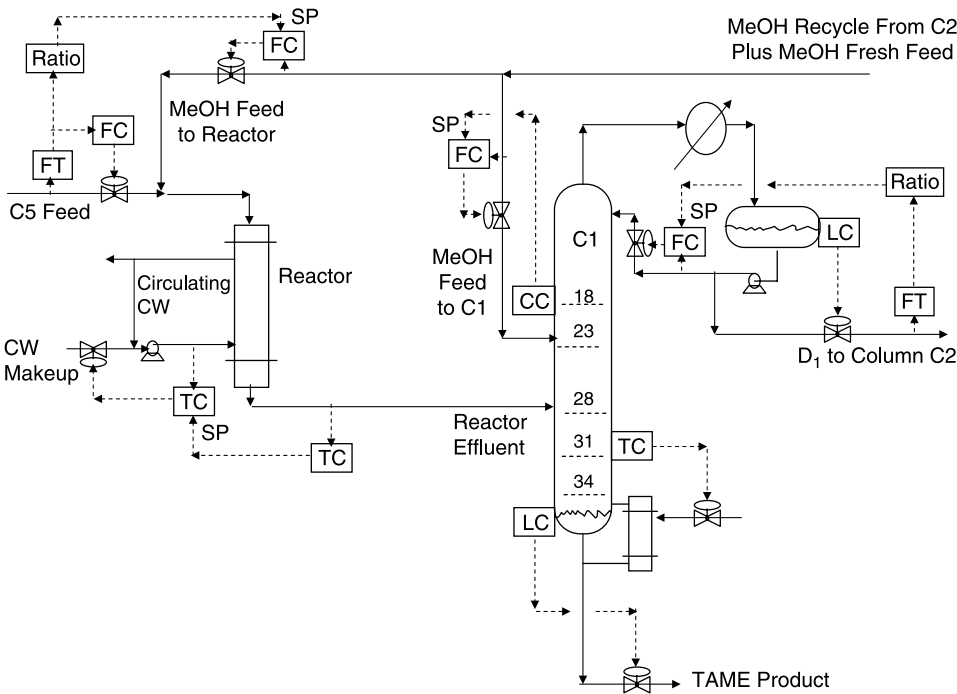 SP
MeOH Recycle From C2
Plus MeOH Fresh Feed
FC
Ratio
MeOH Feed
to Reactor
FC
SP
FC
FT
C5 Feed
Ratio
SP
FC
LC
C1
MeOH
Feed
to C1
Circulating
CW
Reactor
CC
18
FT
23
CW
Makeup
D1 to Column C2
TC
SP
28
Reactor
Effluent
TC
31
TC
34
LC
TAME Product